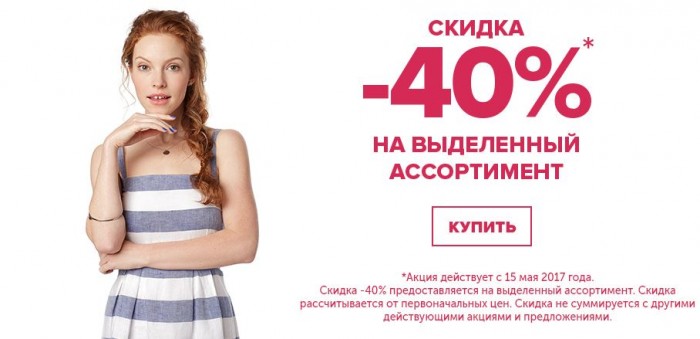 СКИДКА
-40%*
НА ВЫДЕЛЕННЫЙ
АССОРТИМЕНТ
КУПИТЬ
*Акция действует с 15 мая 2017 года.
Скидка -40% предоставляется на выделенный ассортимент. Скидка
рассчитывается от первоначальных цен. Скидка не суммируется с другими
действующими акциями и предложениями.